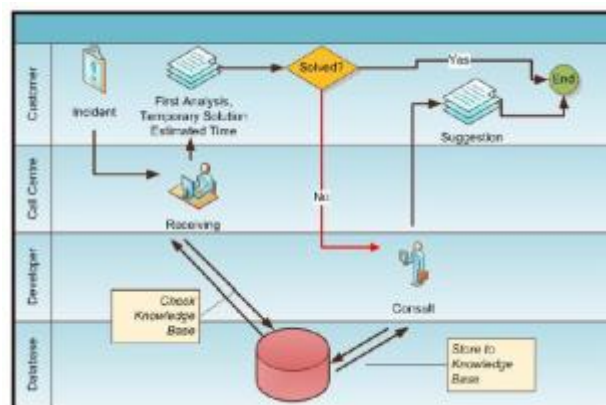 Customer
Incident
First Analysis,
Temporary Solution
Estimated Time
Solved?
Yes
End
Suggestion
Call Centre
Receiving
No
Developer
Consult
Check
Knowledge
Base
Database
Store to
Knowledge
Base